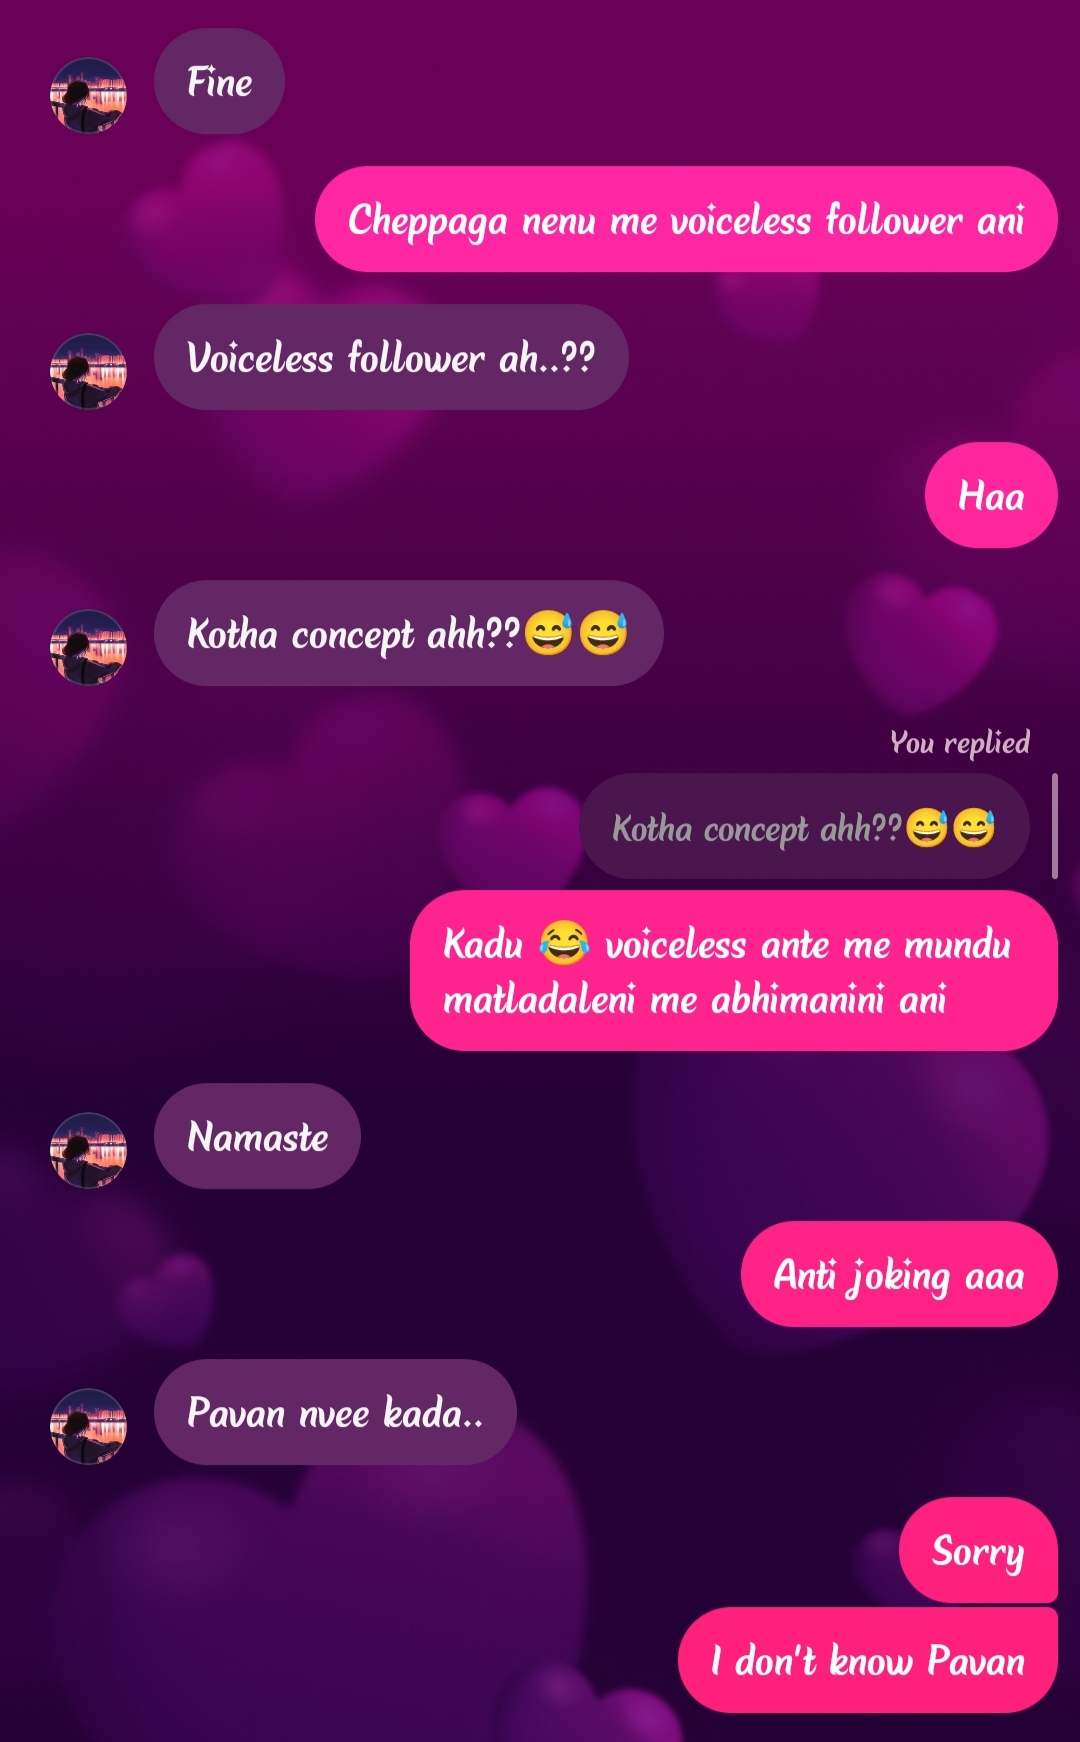 Fine
Cheppaga nenu me voiceless follower ani
Voiceless follower ah..??
Haa
Kotha concept ahh??😅😅
You replied
Kotha concept ahh??😅😅
Kadu 😂 voiceless ante me mundu
matladaleni me abhimanini ani
Namaste
Anti joking aaa
Pavan nvee kada..
Sorry
I don't know Pavan